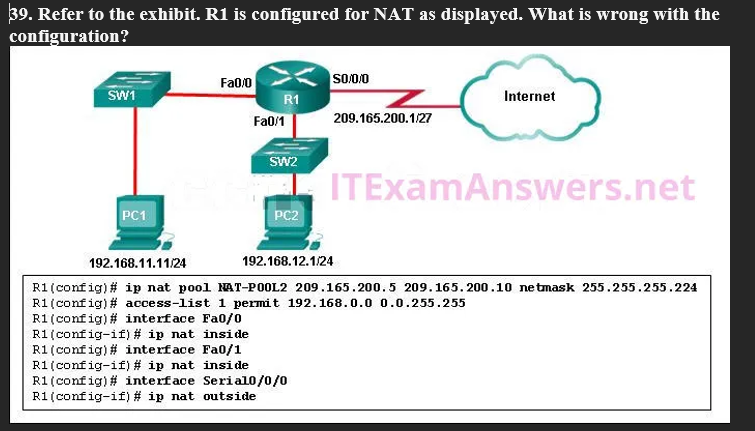 39. Refer to the exhibit. R1 is configured for NAT as displayed. What is wrong with the
configuration?
Fa0/0
S0/0/0
SW1
R1
Internet
Fa0/1
209.165.200.1/27
SW2
ITExamAnswers.net
PC1
PC2
192.168.11.11/24
192.168.12.1/24
R1(config)# ip nat pool NAT-POOL2 209.165.200.5 209.165.200.10 netmask 255.255.255.224
R1(config)# access-list 1 permit 192.168.0.0 0.0.255.255
R1(config)# interface Fa0/0
R1(config-if)# ip nat inside
R1(config)# interface Fa0/1
R1(config-if)# ip nat inside
R1(config)# interface Serial0/0/0
R1(config-if)# ip nat outside